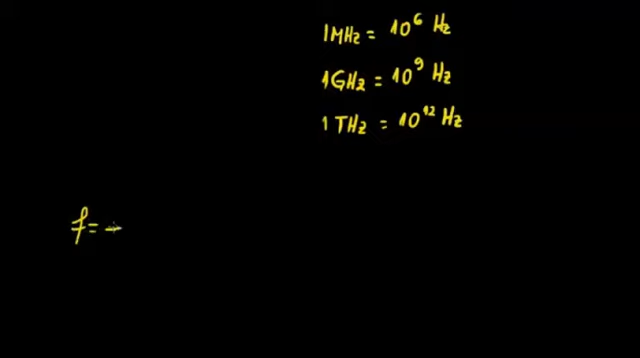 1MHz = 10⁶ Hz
1GHz = 10⁹ Hz
1THz = 10¹² Hz
f= -